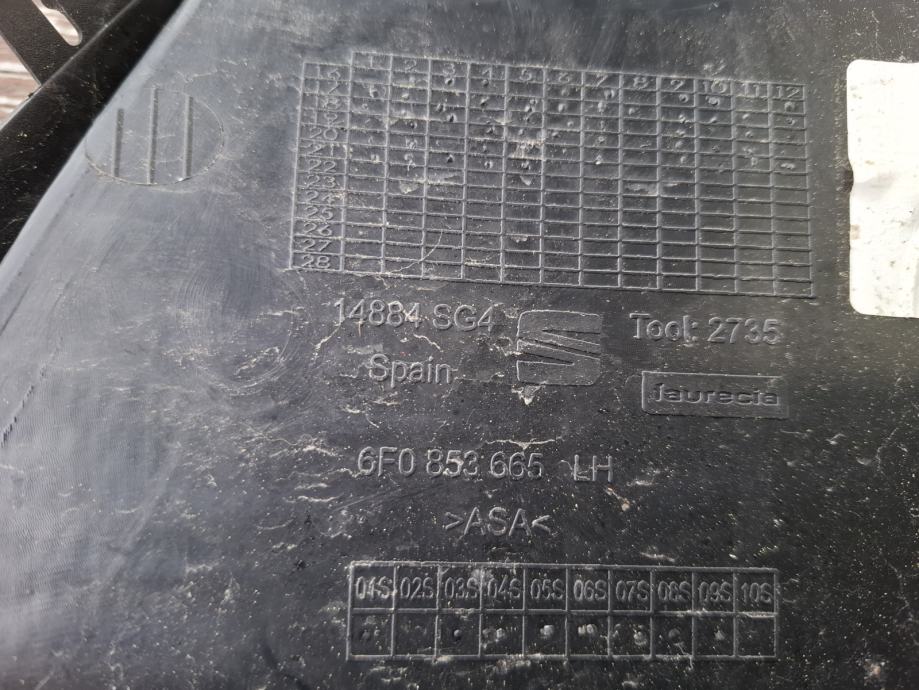 1 2 3 4 5 6 7 8 9 10 11 12
16
17
18
19
20
21
22
23
24
25
26
27
28
14884 SG4
Tool: 2735
Spain
faurecia
6F0 853 665 LH
>ASA<
01S 02S 03S 04S 05S 06S 07S 08S 09S 10S